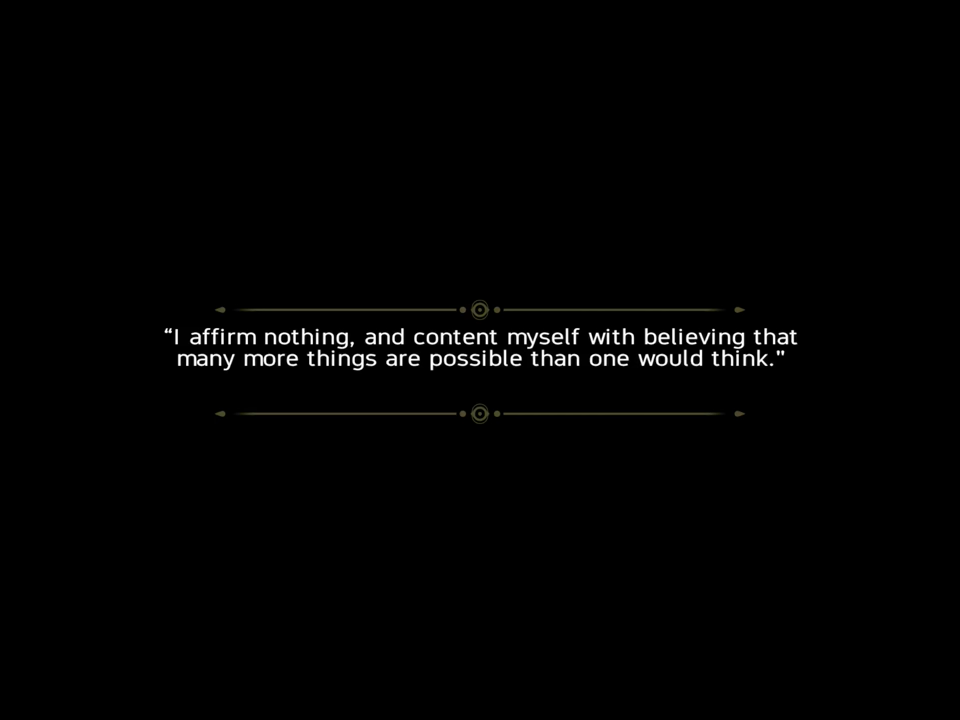 “I affirm nothing, and content myself with believing that
many more things are possible than one would think."